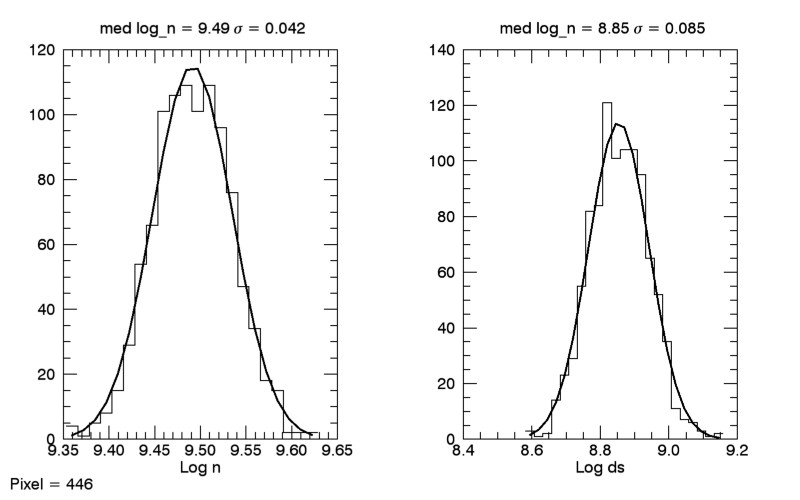 med log_n = 9.49 σ = 0.042
120
100
80
60
40
20
0
9.35 9.40 9.45 9.50 9.55 9.60 9.65
Log n
med log_n = 8.85 σ = 0.085
140
120
100
80
60
40
20
0
8.4 8.6 8.8 9.0 9.2
Log ds
Pixel = 446